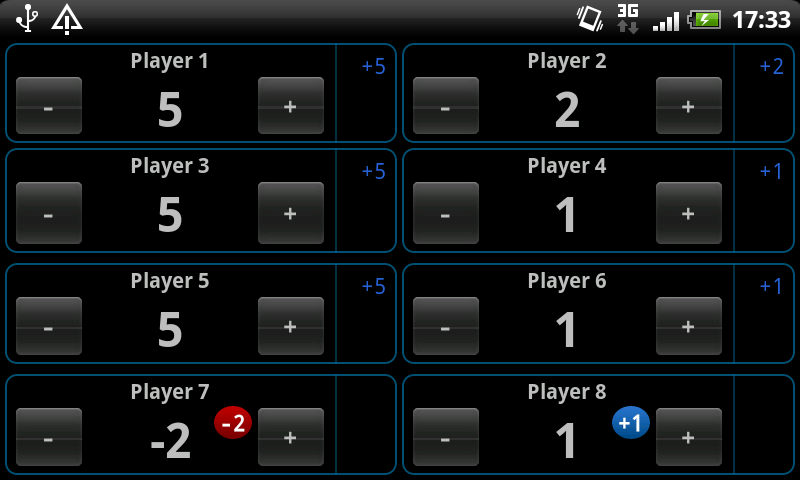 3G 17:33
Player 1 +5
- 5 +
Player 2 +2
- 2 +
Player 3 +5
- 5 +
Player 4 +1
- 1 +
Player 5 +5
- 5 +
Player 6 +1
- 1 +
Player 7
- -2 -2 +
Player 8
- 1 +1 +